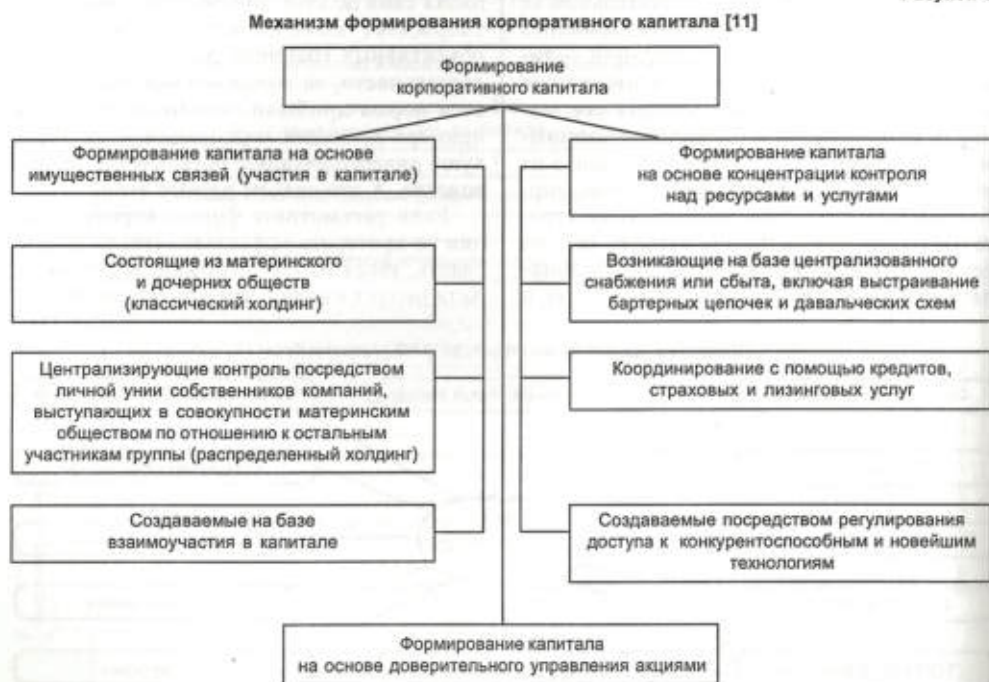 Механизм формирования корпоративного капитала [11]
Формирование
корпоративного капитала
Формирование капитала на основе
имущественных связей (участия в капитале)
Формирование капитала
на основе концентрации контроля
над ресурсами и услугами
Состоящие из материнского
и дочерних обществ
(классический холдинг)
Возникающие на базе централизованного
снабжения или сбыта, включая выстраивание
бартерных цепочек и давальческих схем
Централизирующие контроль посредством
личной унии собственников компаний,
выступающих в совокупности материнским
обществом по отношению к остальным
участникам группы (распределенный холдинг)
Координирование с помощью кредитов,
страховых и лизинговых услуг
Создаваемые на базе
взаимоучастия в капитале
Создаваемые посредством регулирования
доступа к конкурентоспособным и новейшим
технологиям
Формирование капитала
на основе доверительного управления акциями